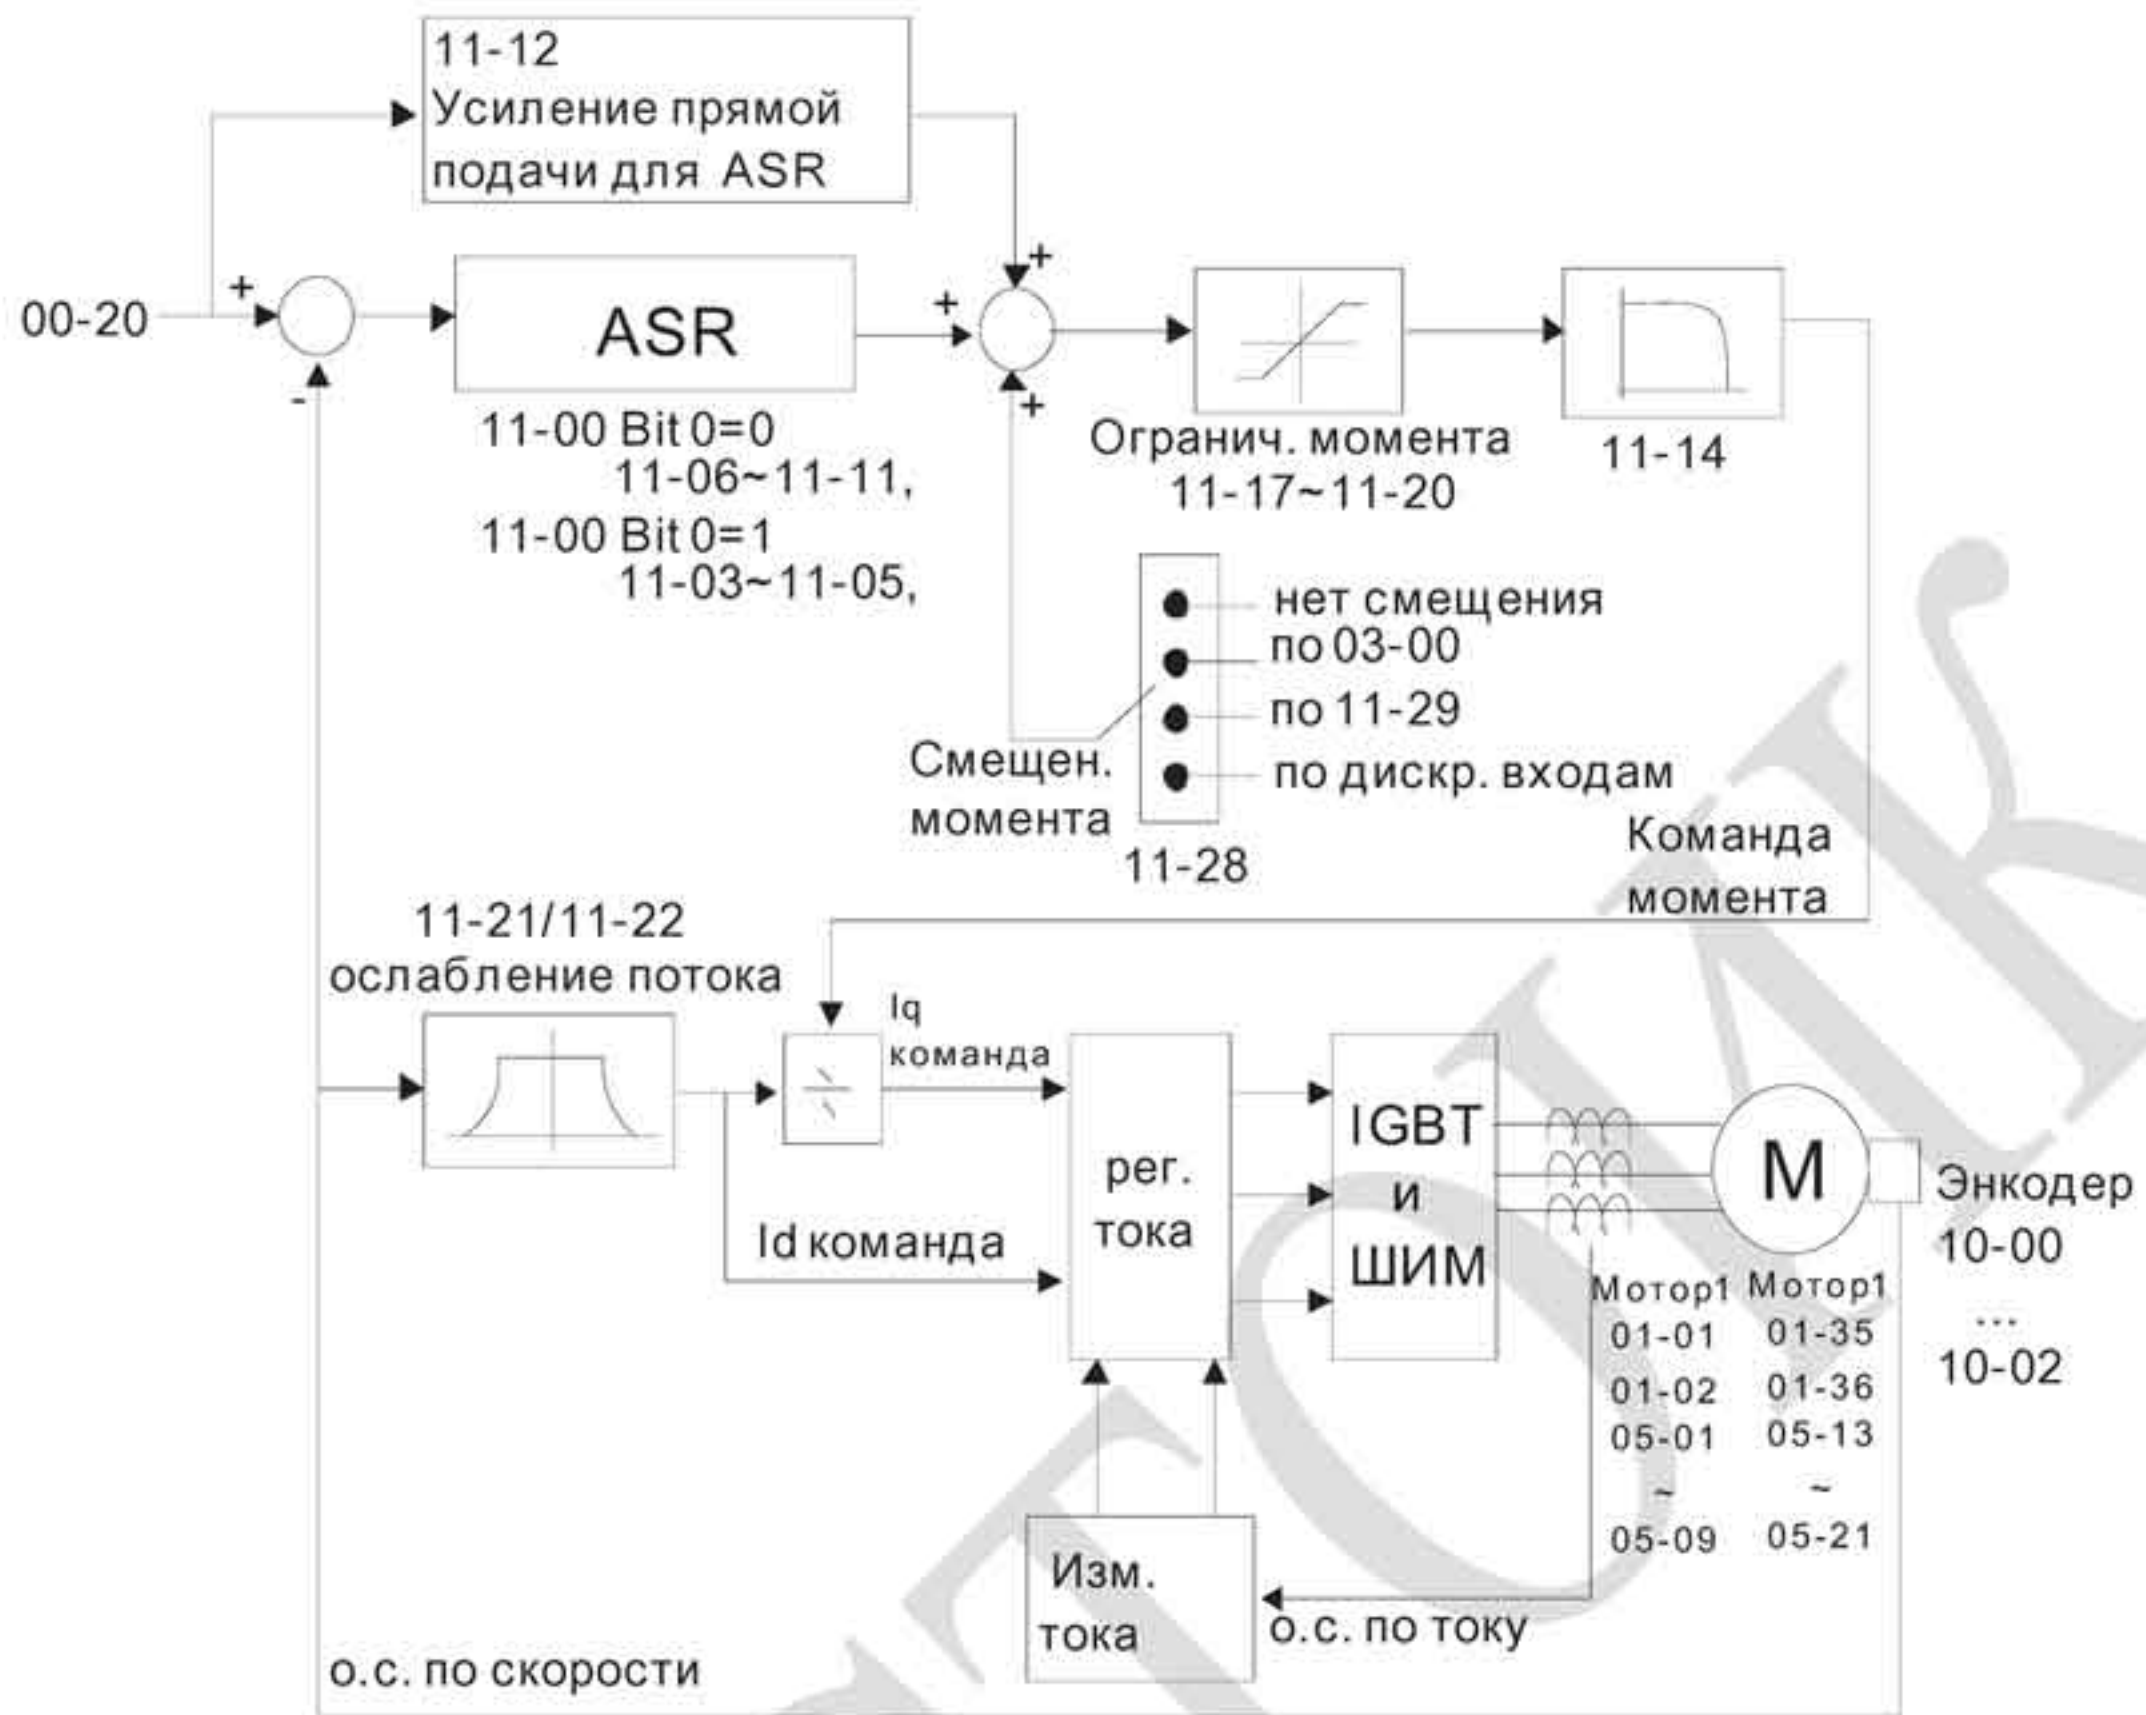 11-12
Усиление прямой
подачи для ASR
+
+
00-20
+
ASR
-
+
11-00 Bit 0=0
11-06~11-11,
11-00 Bit 0=1
11-03~11-05,
Огранич. момента
11-17~11-20
11-14
нет смещения
по 03-00
по 11-29
по дискр. входам
Смещен.
момента
11-28
Команда
момента
11-21/11-22
ослабление потока
Iq
команда
Id команда
рег.
тока
IGBT
и
ШИМ
M
Энкодер
10-00
...
10-02
Мотор1 Мотор1
01-01 01-35
01-02 01-36
05-01 05-13
~ ~
05-09 05-21
Изм.
тока
о.с. по току
о.с. по скорости